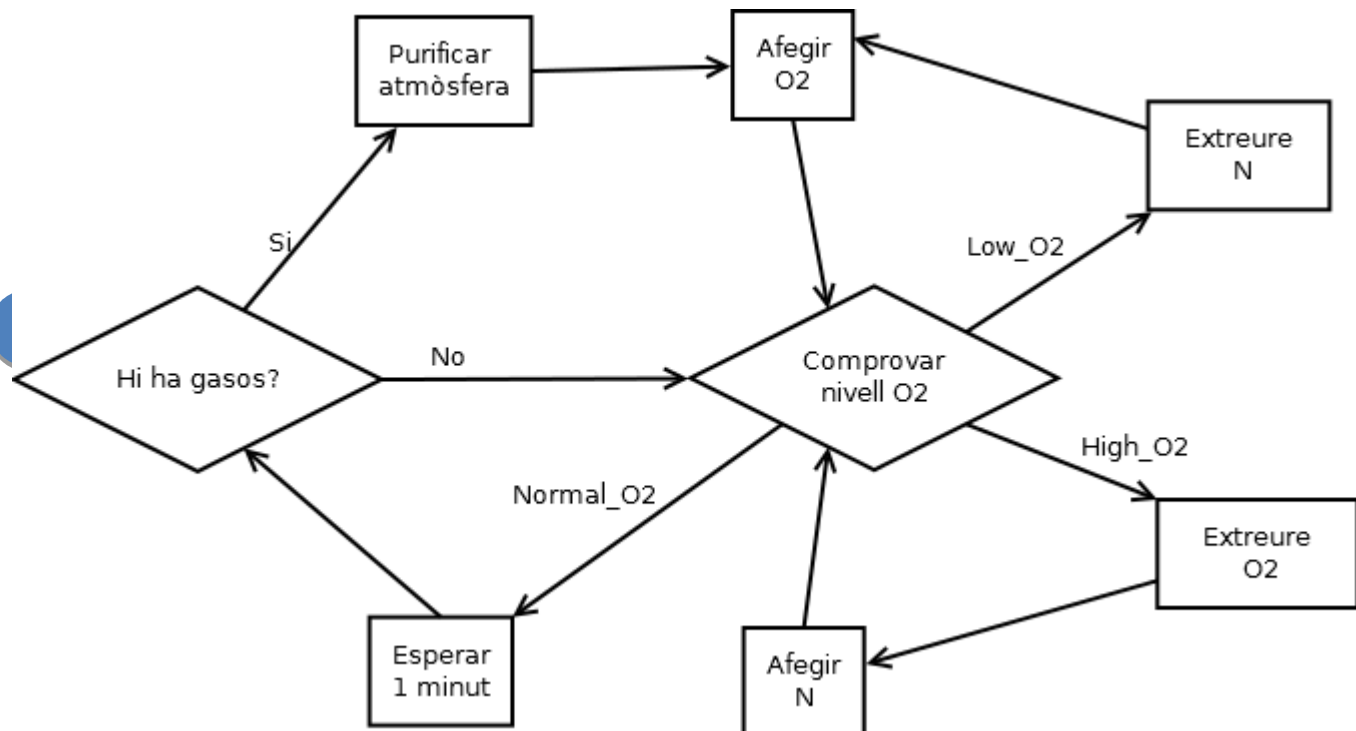 Purificar
atmòsfera
Afegir
O2
Extreure
N
Si
Low_O2
No
Hi ha gasos?
Comprovar
nivell O2
High_O2
Normal_O2
Extreure
O2
Esperar
1 minut
Afegir
N